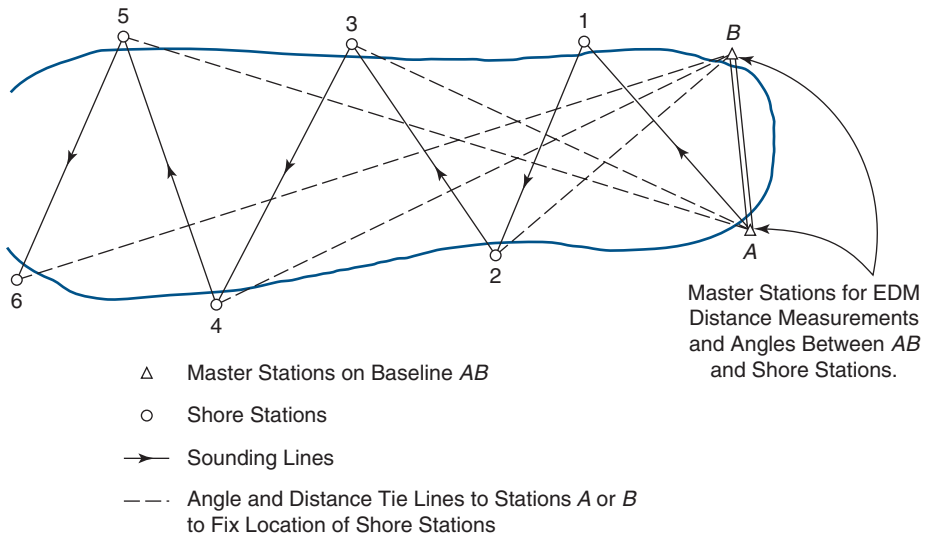 5
3
1
B
A
2
6
4
Master Stations for EDM
Distance Measurements
and Angles Between AB
and Shore Stations.
Master Stations on Baseline AB
Shore Stations
Sounding Lines
Angle and Distance Tie Lines to Stations A or B
to Fix Location of Shore Stations